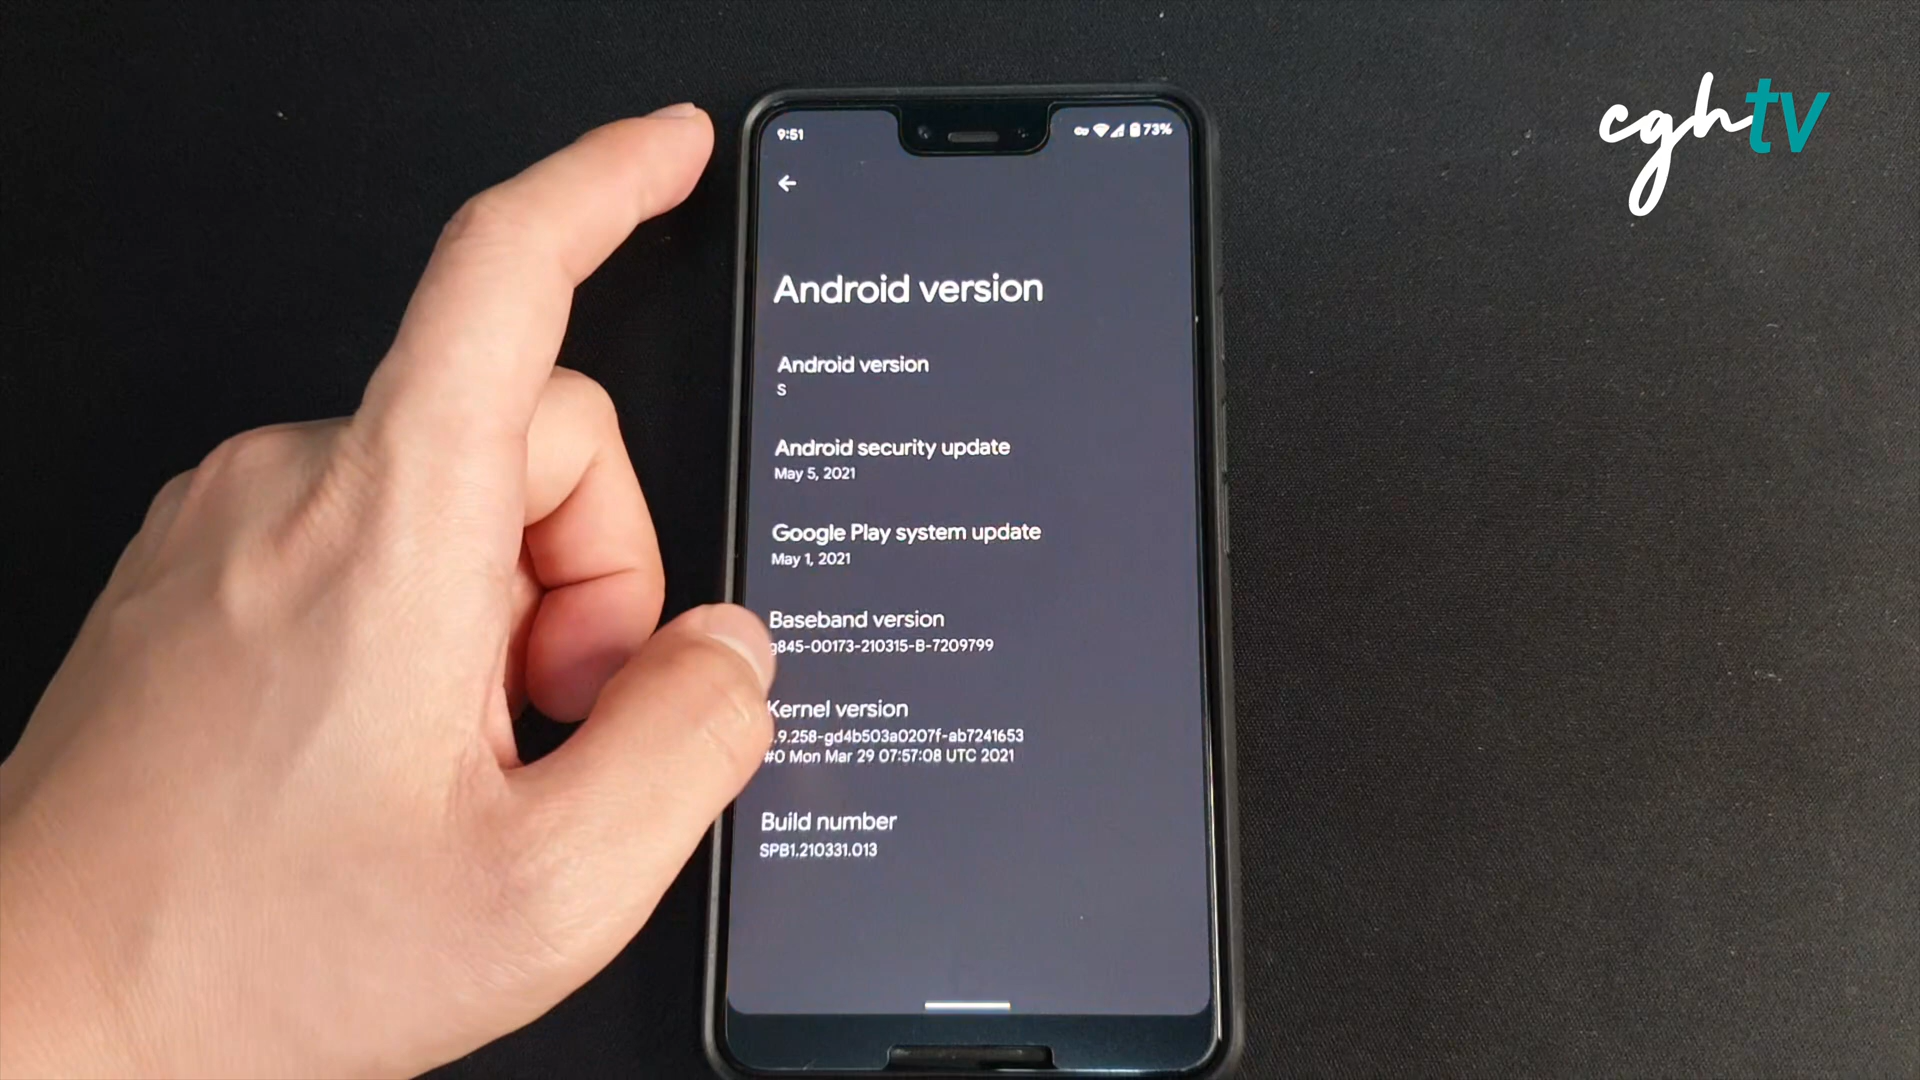 cghtv
9:51
73%
Android version
Android version
S
Android security update
May 5, 2021
Google Play system update
May 1, 2021
Baseband version
g845-00173-210315-B-7209799
Kernel version
.9.258-gd4b503a0207f-ab7241653
#0 Mon Mar 29 07:57:08 UTC 2021
Build number
SPB1.210331.013